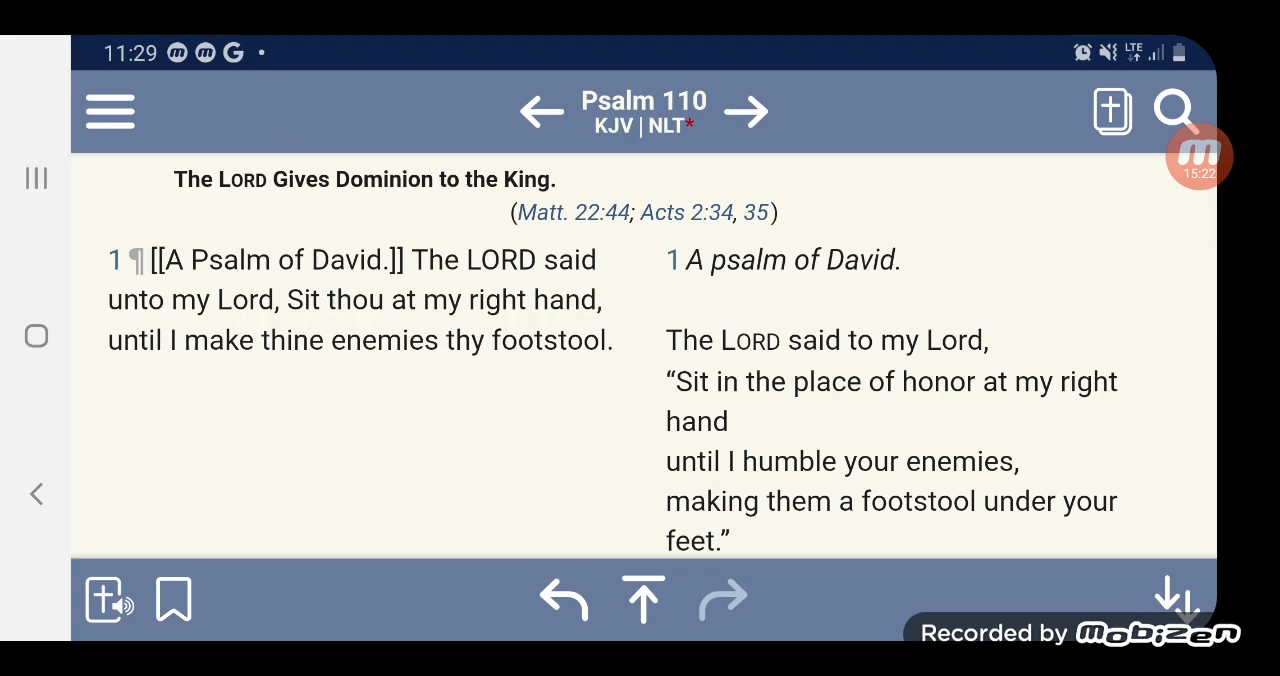 11:29
LTE
Psalm 110
KJV | NLT*
m
15:22
The LORD Gives Dominion to the King.
(Matt. 22:44; Acts 2:34, 35)
1 ¶ [[A Psalm of David.]] The LORD said
unto my Lord, Sit thou at my right hand,
until I make thine enemies thy footstool.
1 A psalm of David.
The LORD said to my Lord,
“Sit in the place of honor at my right
hand
until I humble your enemies,
making them a footstool under your
feet.”
Recorded by mobizen